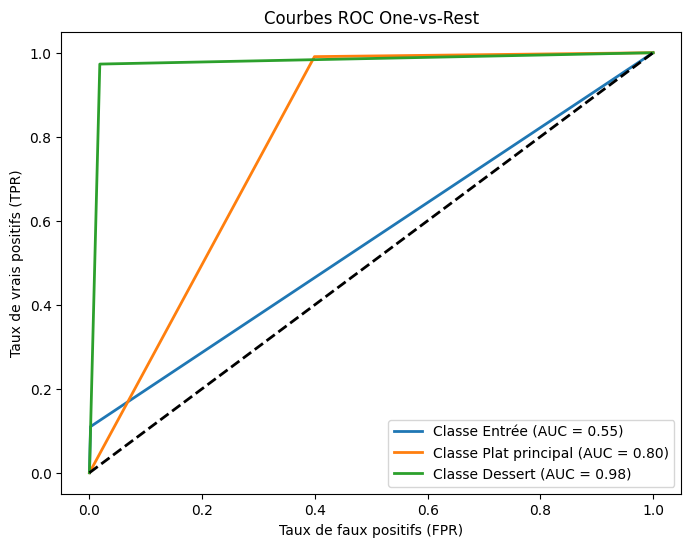 Courbes ROC One-vs-Rest
Taux de vrais positifs (TPR)
1.0
0.8
0.6
0.4
0.2
0.0
0.0 0.2 0.4 0.6 0.8 1.0
Taux de faux positifs (FPR)
Classe Entrée (AUC = 0.55)
Classe Plat principal (AUC = 0.80)
Classe Dessert (AUC = 0.98)